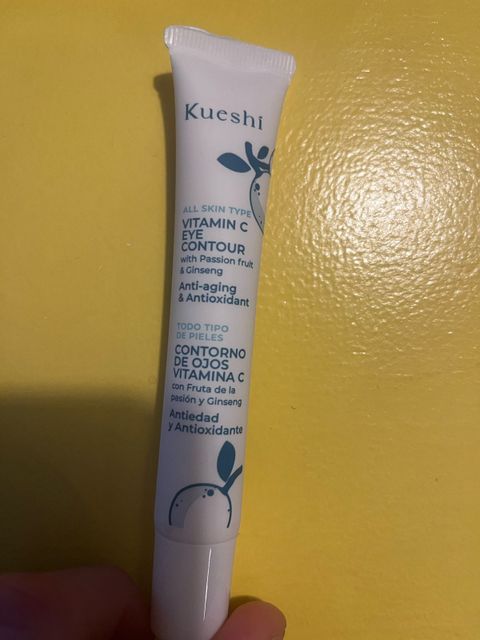 Kueshi
ALL SKIN TYPE
VITAMIN C
EYE
CONTOUR
with Passion fruit
& Ginseng
Anti-aging
& Antioxidant
TODO TIPO
DE PIELES
CONTORNO
DE OJOS
VITAMINA C
con Fruta de la
pasión y Ginseng
Antiedad
y Antioxidante